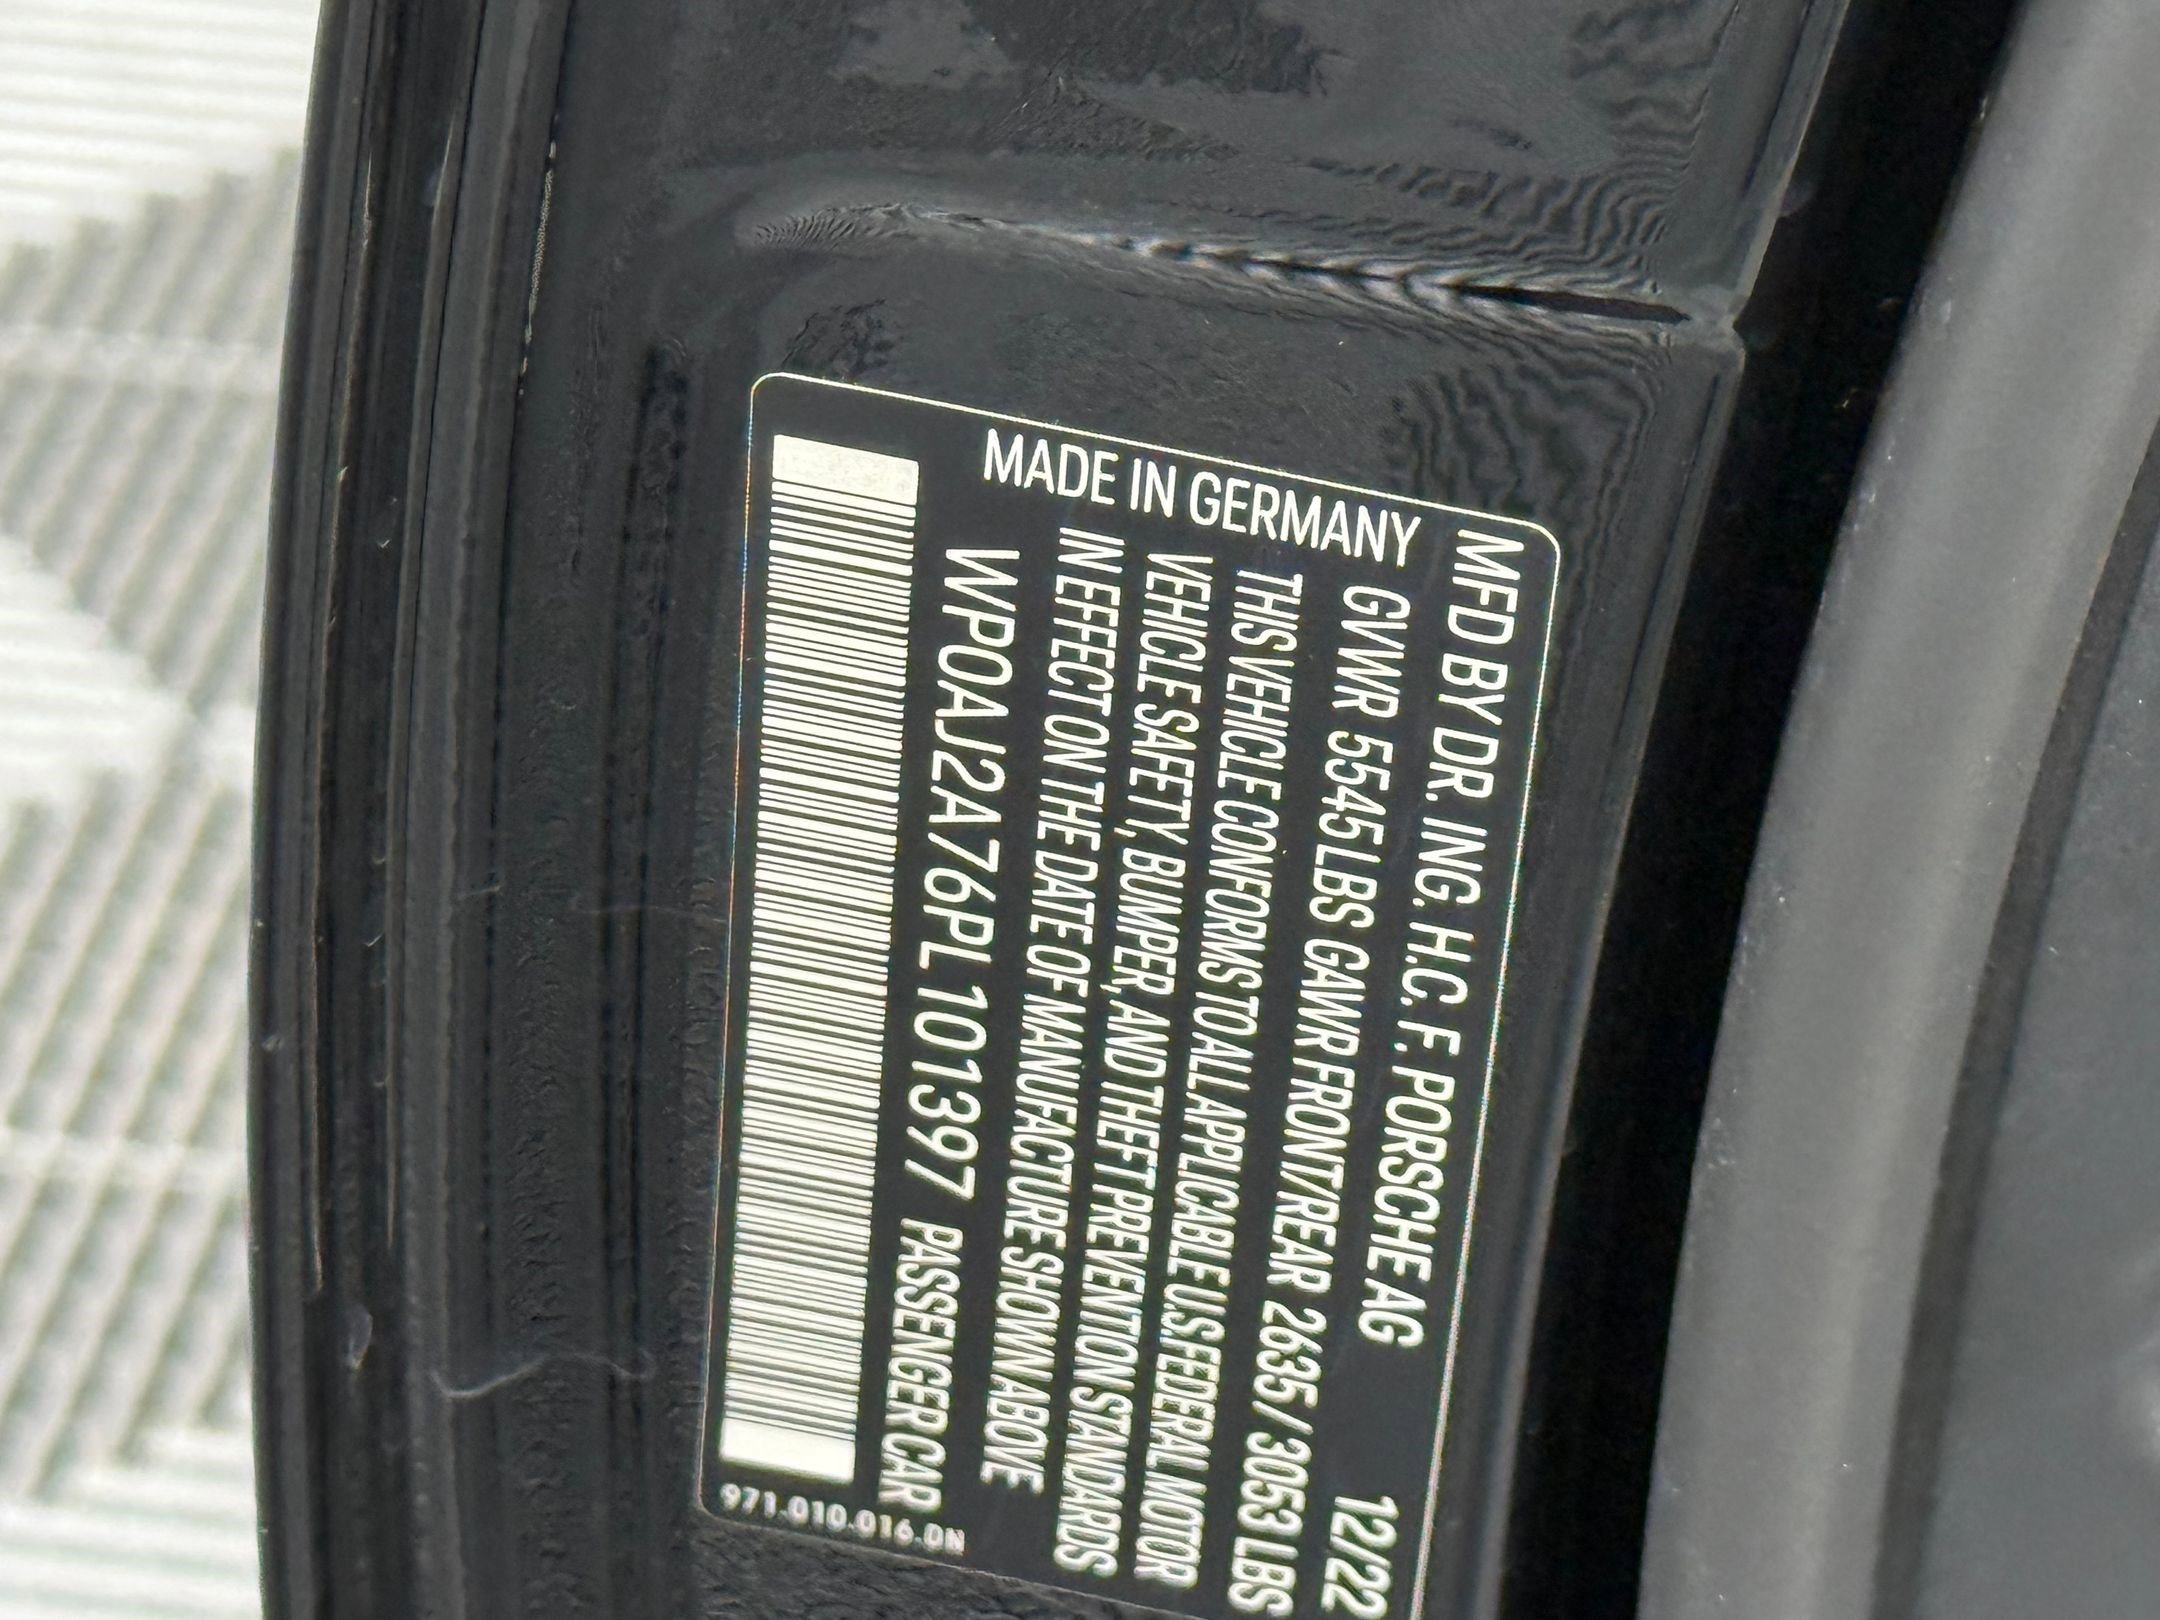 MFD BY DR. ING. H.C. F. PORSCHE AG 12/22
GVWR 5545LBS GAWR FRONT/REAR 2635/3053 LBS
THIS VEHICLE CONFORMS TO ALL APPLICABLE U.S.FEDERAL MOTOR
VEHICLE SAFETY, BUMPER, AND THEFT PREVENTION STANDARDS
IN EFFECT ON THE DATE OF MANUFACTURE SHOWN ABOVE
WP0AJ2A76PL101397 PASSENGER CAR
MADE IN GERMANY
971.010.016.DN